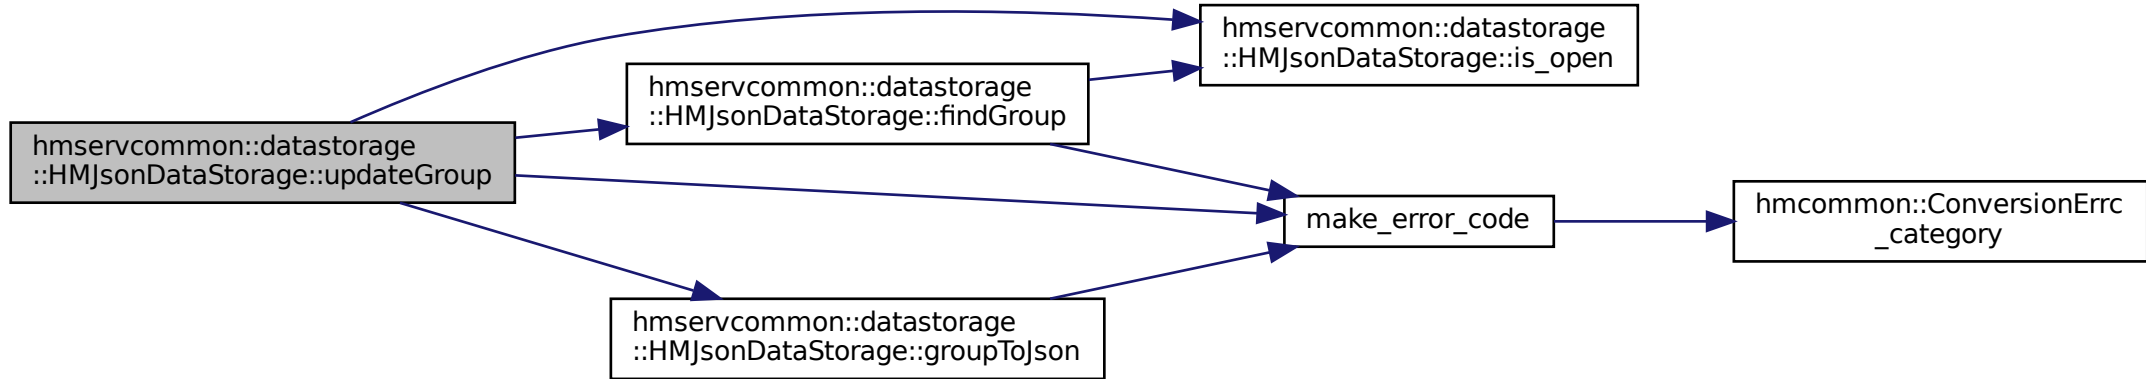 hmservcommon::datastorage
::HMJsonDataStorage::updateGroup
hmservcommon::datastorage
::HMJsonDataStorage::findGroup
hmservcommon::datastorage
::HMJsonDataStorage::is_open
make_error_code
hmcommon::ConversionErrc
_category
hmservcommon::datastorage
::HMJsonDataStorage::groupToJson